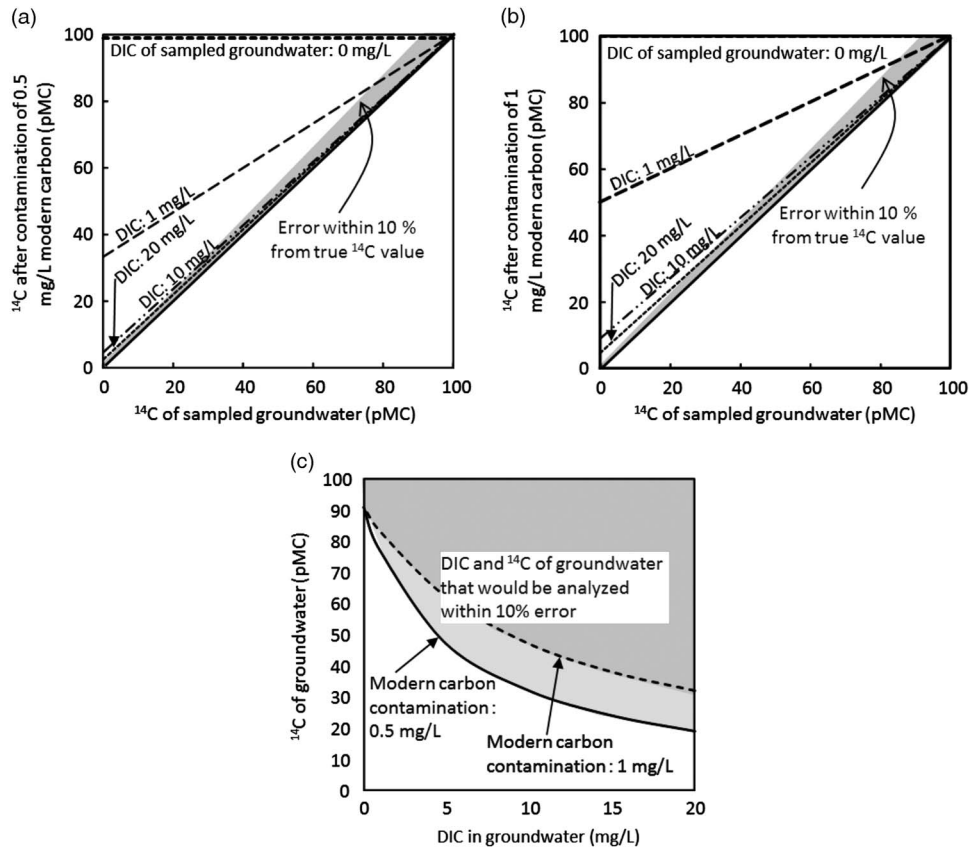 (a)
100
80
60
40
20
0
¹⁴C after contamination of 0.5
mg/L modern carbon (pMC)
DIC of sampled groundwater: 0 mg/L
DIC: 1 mg/L
DIC: 20 mg/L
DIC: 10 mg/L
Error within 10 %
from true ¹⁴C value
0 20 40 60 80 100
¹⁴C of sampled groundwater (pMC)
(b)
100
80
60
40
20
0
¹⁴C after contamination of 1
mg/L modern carbon (pMC)
DIC of sampled groundwater: 0 mg/L
DIC: 1 mg/L
DIC: 20 mg/L
DIC: 10 mg/L
Error within 10 %
from true ¹⁴C value
0 20 40 60 80 100
¹⁴C of sampled groundwater (pMC)
(c)
100
90
80
70
60
50
40
30
20
10
0
¹⁴C of groundwater (pMC)
DIC and ¹⁴C of groundwater
that would be analyzed
within 10% error
Modern carbon
contamination :
0.5 mg/L
Modern carbon
contamination : 1 mg/L
0 5 10 15 20
DIC in groundwater (mg/L)